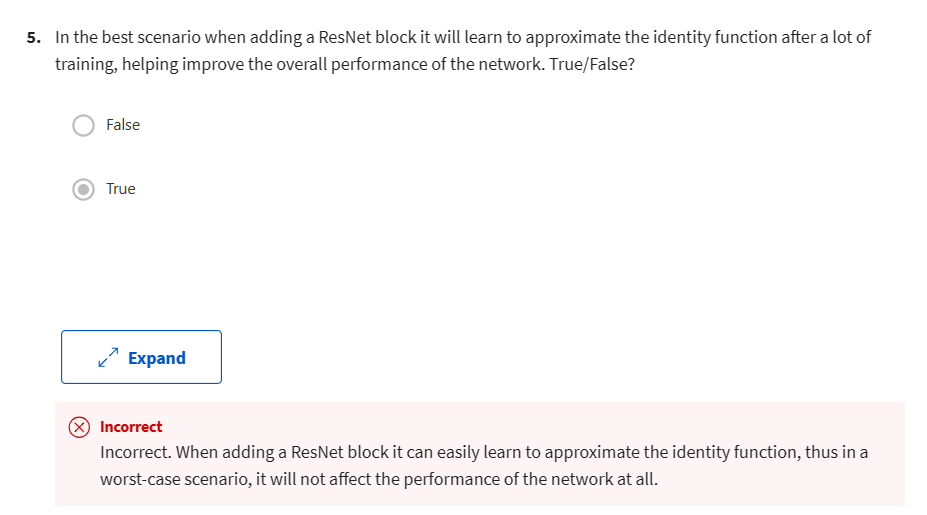 5. In the best scenario when adding a ResNet block it will learn to approximate the identity function after a lot of
training, helping improve the overall performance of the network. True/False?
False
True
Expand
Incorrect
Incorrect. When adding a ResNet block it can easily learn to approximate the identity function, thus in a
worst-case scenario, it will not affect the performance of the network at all.